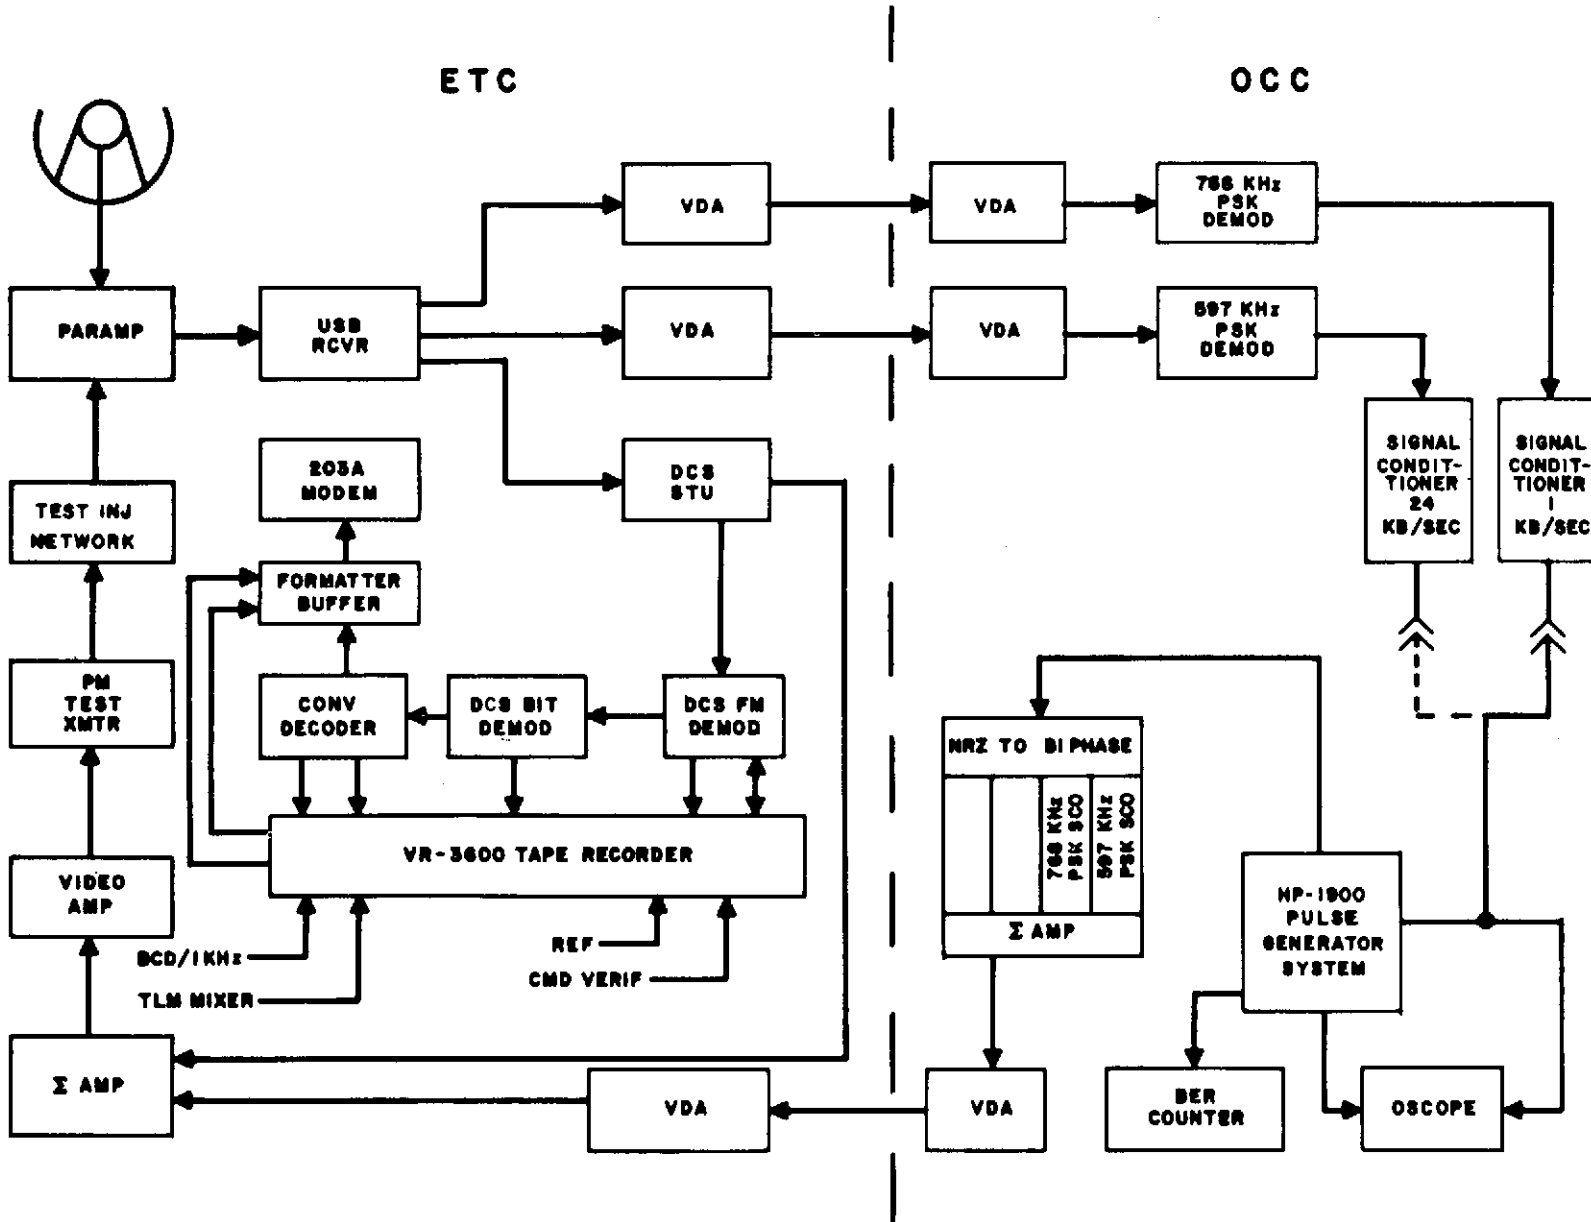 ETC
OCC
VDA
VDA
768 KHz
PSK
DEMOD
PARAMP
USB
RCVR
VDA
VDA
597 KHz
PSK
DEMOD
203A
MODEM
DCS
STU
SIGNAL
CONDIT-
TIONER
24
KB/SEC
SIGNAL
CONDIT-
TIONER
1
KB/SEC
TEST INJ
NETWORK
FORMATTER
BUFFER
PM
TEST
XMTR
CONV
DECODER
DCS BIT
DEMOD
DCS FM
DEMOD
NRZ TO BIPHASE
768 KHz
PSK SCO
597 KHz
PSK SCO
Σ AMP
VR-3600 TAPE RECORDER
VIDEO
AMP
HP-1900
PULSE
GENERATOR
SYSTEM
BCD/1 KHz
REF
TLM MIXER
CMD VERIF
Σ AMP
VDA
VDA
BER
COUNTER
OSCOPE